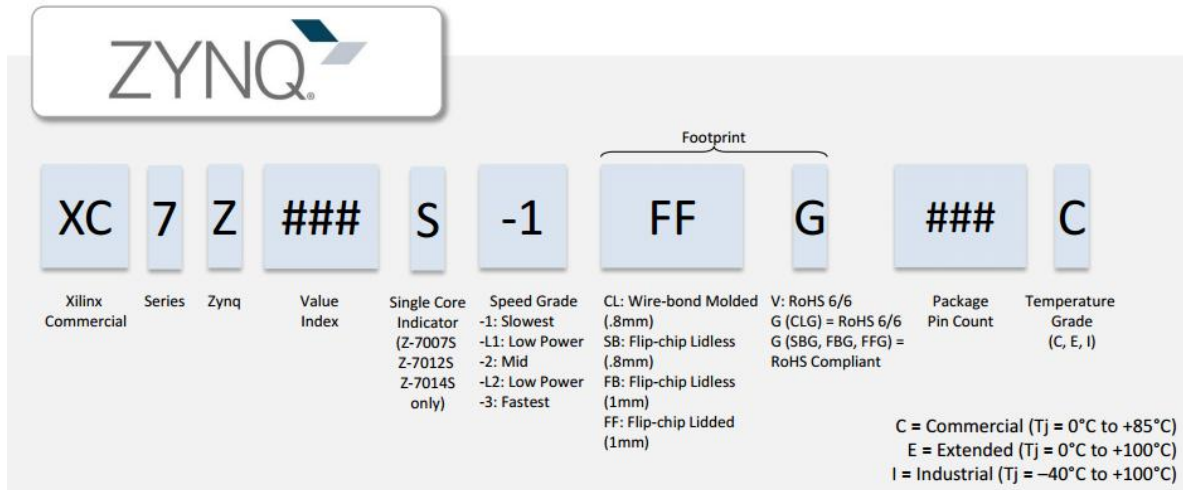 ZYNQ®
Footprint
XC 7 Z ### S -1 FF G ### C
Xilinx
Commercial
Series
Zynq
Value
Index
Single Core
Indicator
(Z-7007S
Z-7012S
Z-7014S
only)
Speed Grade
-1: Slowest
-L1: Low Power
-2: Mid
-L2: Low Power
-3: Fastest
CL: Wire-bond Molded
(.8mm)
SB: Flip-chip Lidless
(.8mm)
FB: Flip-chip Lidless
(1mm)
FF: Flip-chip Lidded
(1mm)
V: RoHS 6/6
G (CLG) = RoHS 6/6
G (SBG, FBG, FFG) =
RoHS Compliant
Package
Pin Count
Temperature
Grade
(C, E, I)
C = Commercial (Tj = 0°C to +85°C)
E = Extended (Tj = 0°C to +100°C)
I = Industrial (Tj = –40°C to +100°C)